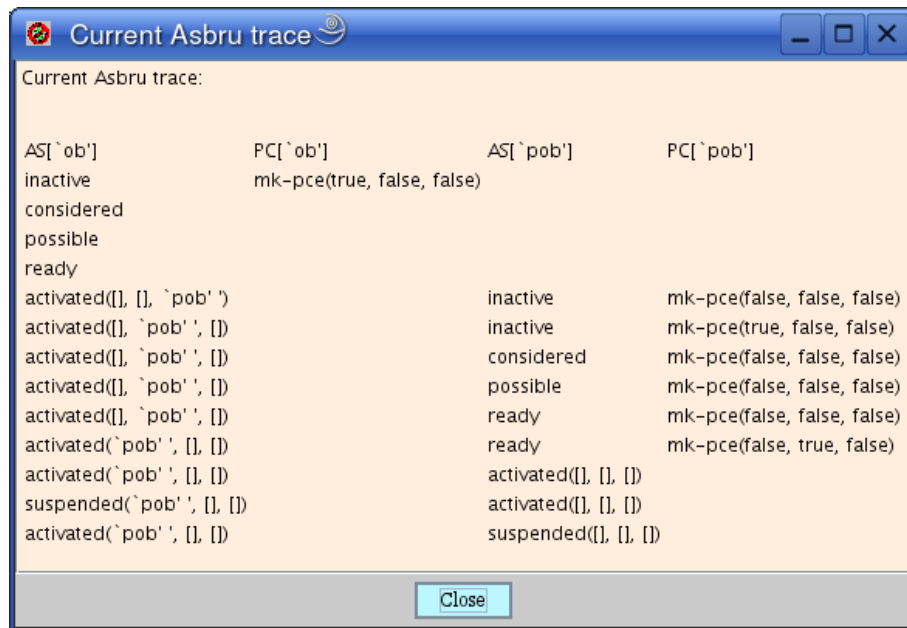 Current Asbru trace
Current Asbru trace:
AS[`ob'] PC[`ob'] AS[`pob'] PC[`pob']
inactive mk-pce(true, false, false)
considered
possible
ready
activated([], [], `pob' ') inactive mk-pce(false, false, false)
activated([], `pob' ', []) inactive mk-pce(true, false, false)
activated([], `pob' ', []) considered mk-pce(false, false, false)
activated([], `pob' ', []) possible mk-pce(false, false, false)
activated([], `pob' ', []) ready mk-pce(false, false, false)
activated(`pob' ', [], []) ready mk-pce(false, true, false)
activated(`pob' ', [], []) activated([], [], [])
suspended(`pob' ', [], []) activated([], [], [])
activated(`pob' ', [], []) suspended([], [], [])
Close